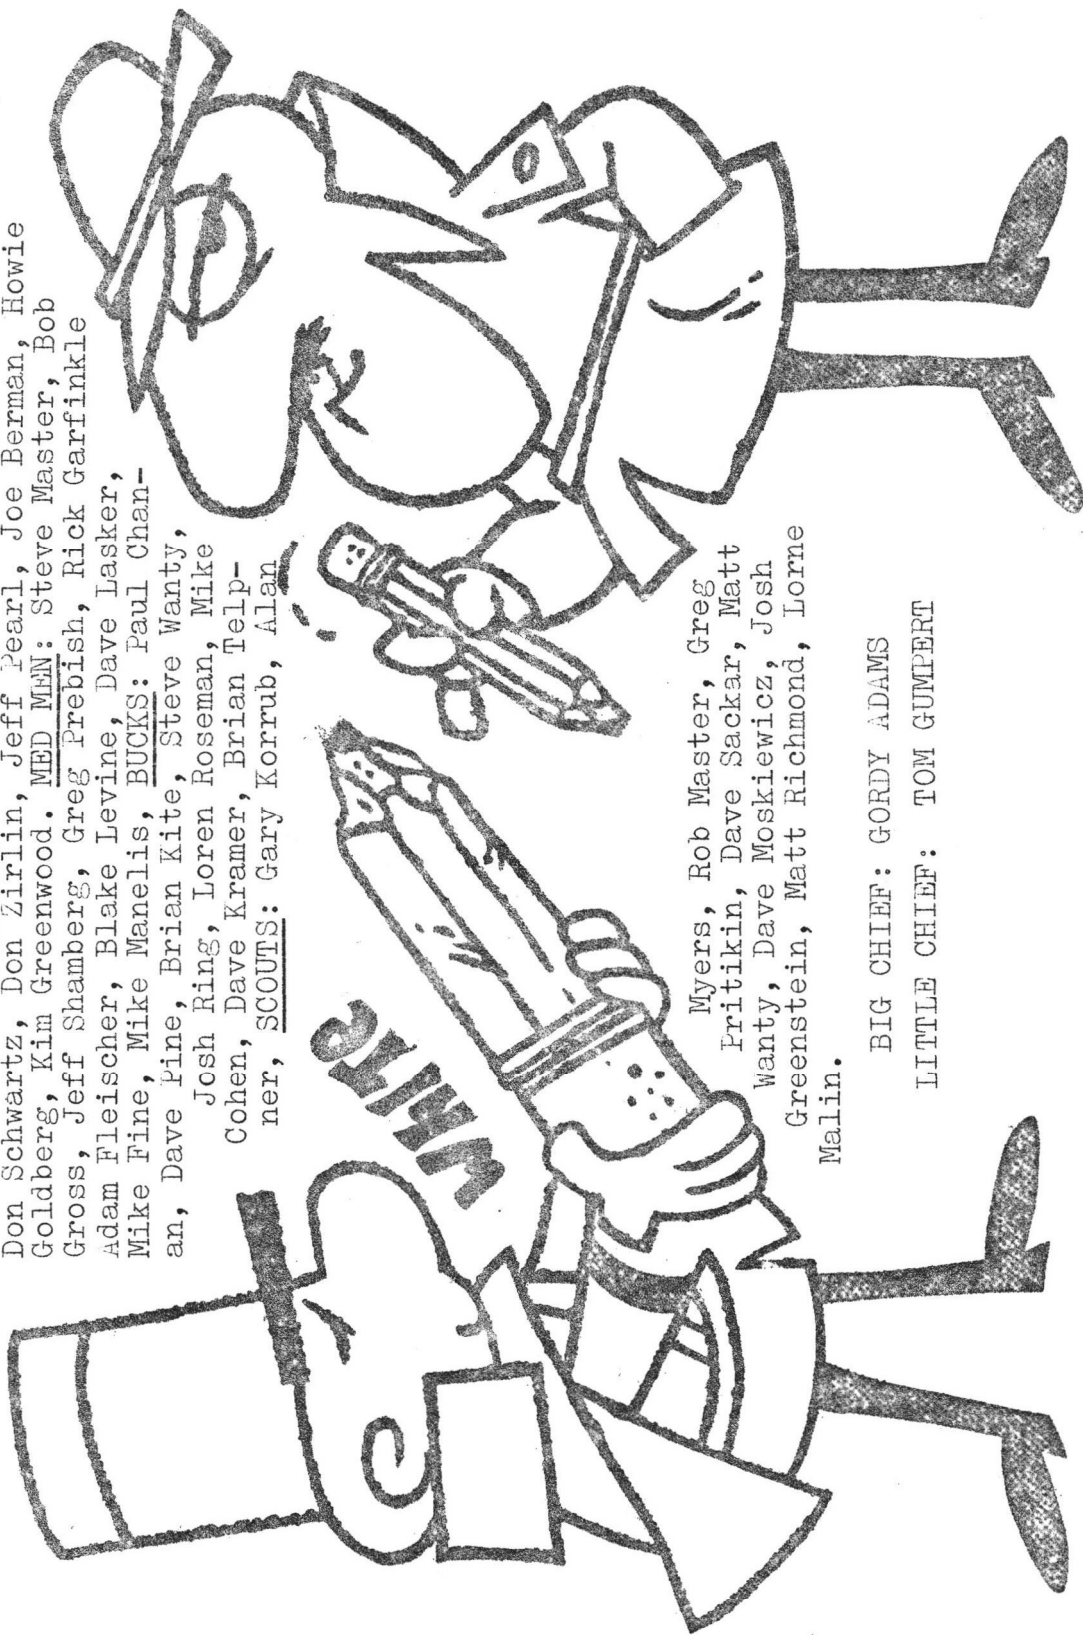 Don Schwartz, Don Zirlin, Jeff Pearl, Joe Berman, Howie
Goldberg, Kim Greenwood. MED MEN: Steve Master, Bob
Gross, Jeff Shamberg, Greg Prebish, Rick Garfinkle
Adam Fleischer, Blake Levine, Dave Lasker,
Mike Fine, Mike Manelis, BUCKS: Paul Chan-
an, Dave Pine, Brian Kite, Steve Wanty,
Josh Ring, Loren Roseman, Mike
Cohen, Dave Kramer, Brian Telp-
ner, SCOUTS: Gary Korrub, Alan
WHITE
Myers, Rob Master, Greg
Pritikin, Dave Sackar, Matt
Wanty, Dave Moskiewicz, Josh
Greenstein, Matt Richmond, Lorne
Malin.
BIG CHIEF: GORDY ADAMS
LITTLE CHIEF: TOM GUMPERT